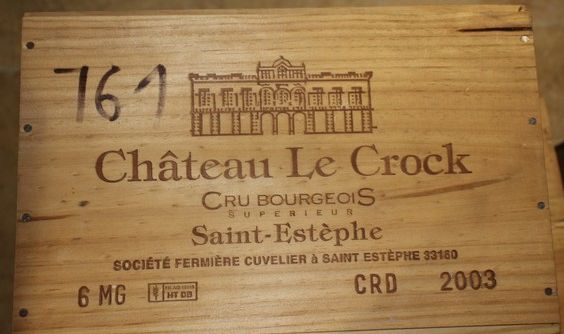 761
Château Le Crock
CRU BOURGEOIS
SUPERIEUR
Saint-Estèphe
SOCIÉTÉ FERMIÈRE CUVELIER à SAINT ESTÈPHE 33180
6 MG HT DB CRD 2003